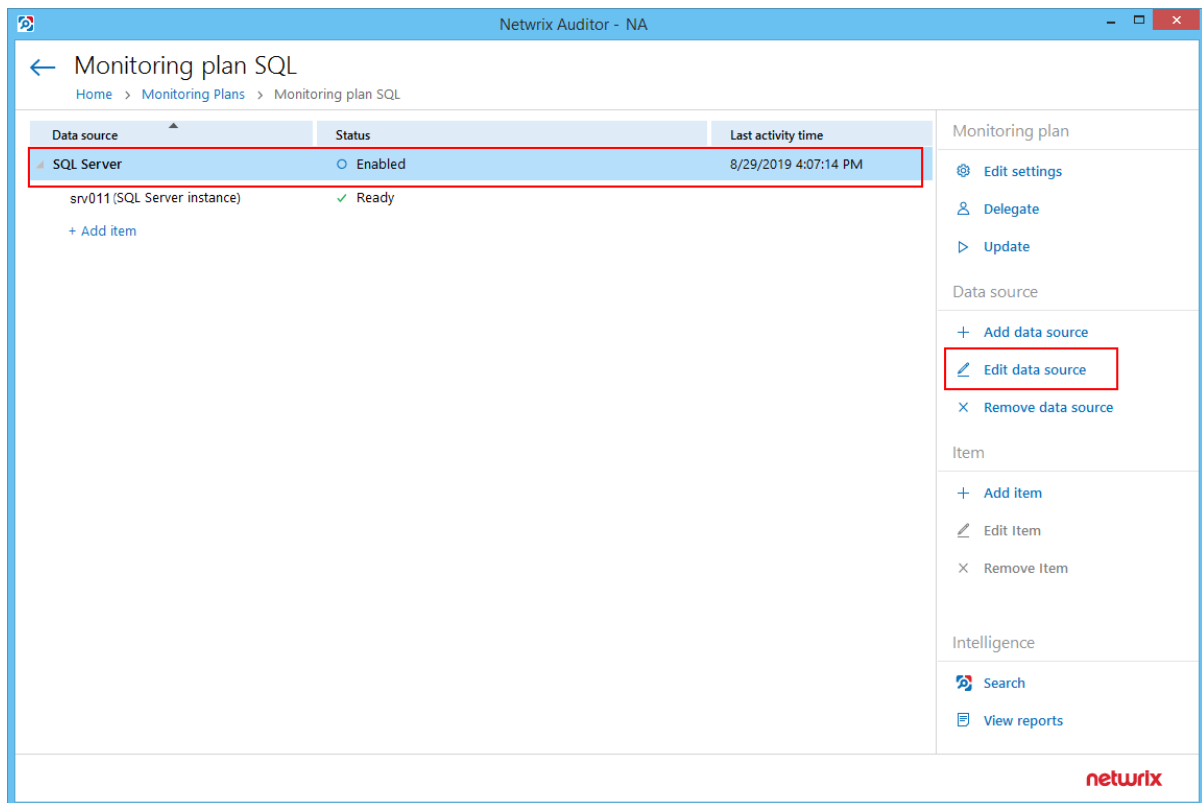 Netwrix Auditor - NA
Monitoring plan SQL
Home > Monitoring Plans > Monitoring plan SQL
Data source Status Last activity time
SQL Server Enabled 8/29/2019 4:07:14 PM
srv011 (SQL Server instance) Ready
+ Add item
Monitoring plan
Edit settings
Delegate
Update
Data source
Add data source
Edit data source
Remove data source
Item
Add item
Edit Item
Remove Item
Intelligence
Search
View reports
netwrix